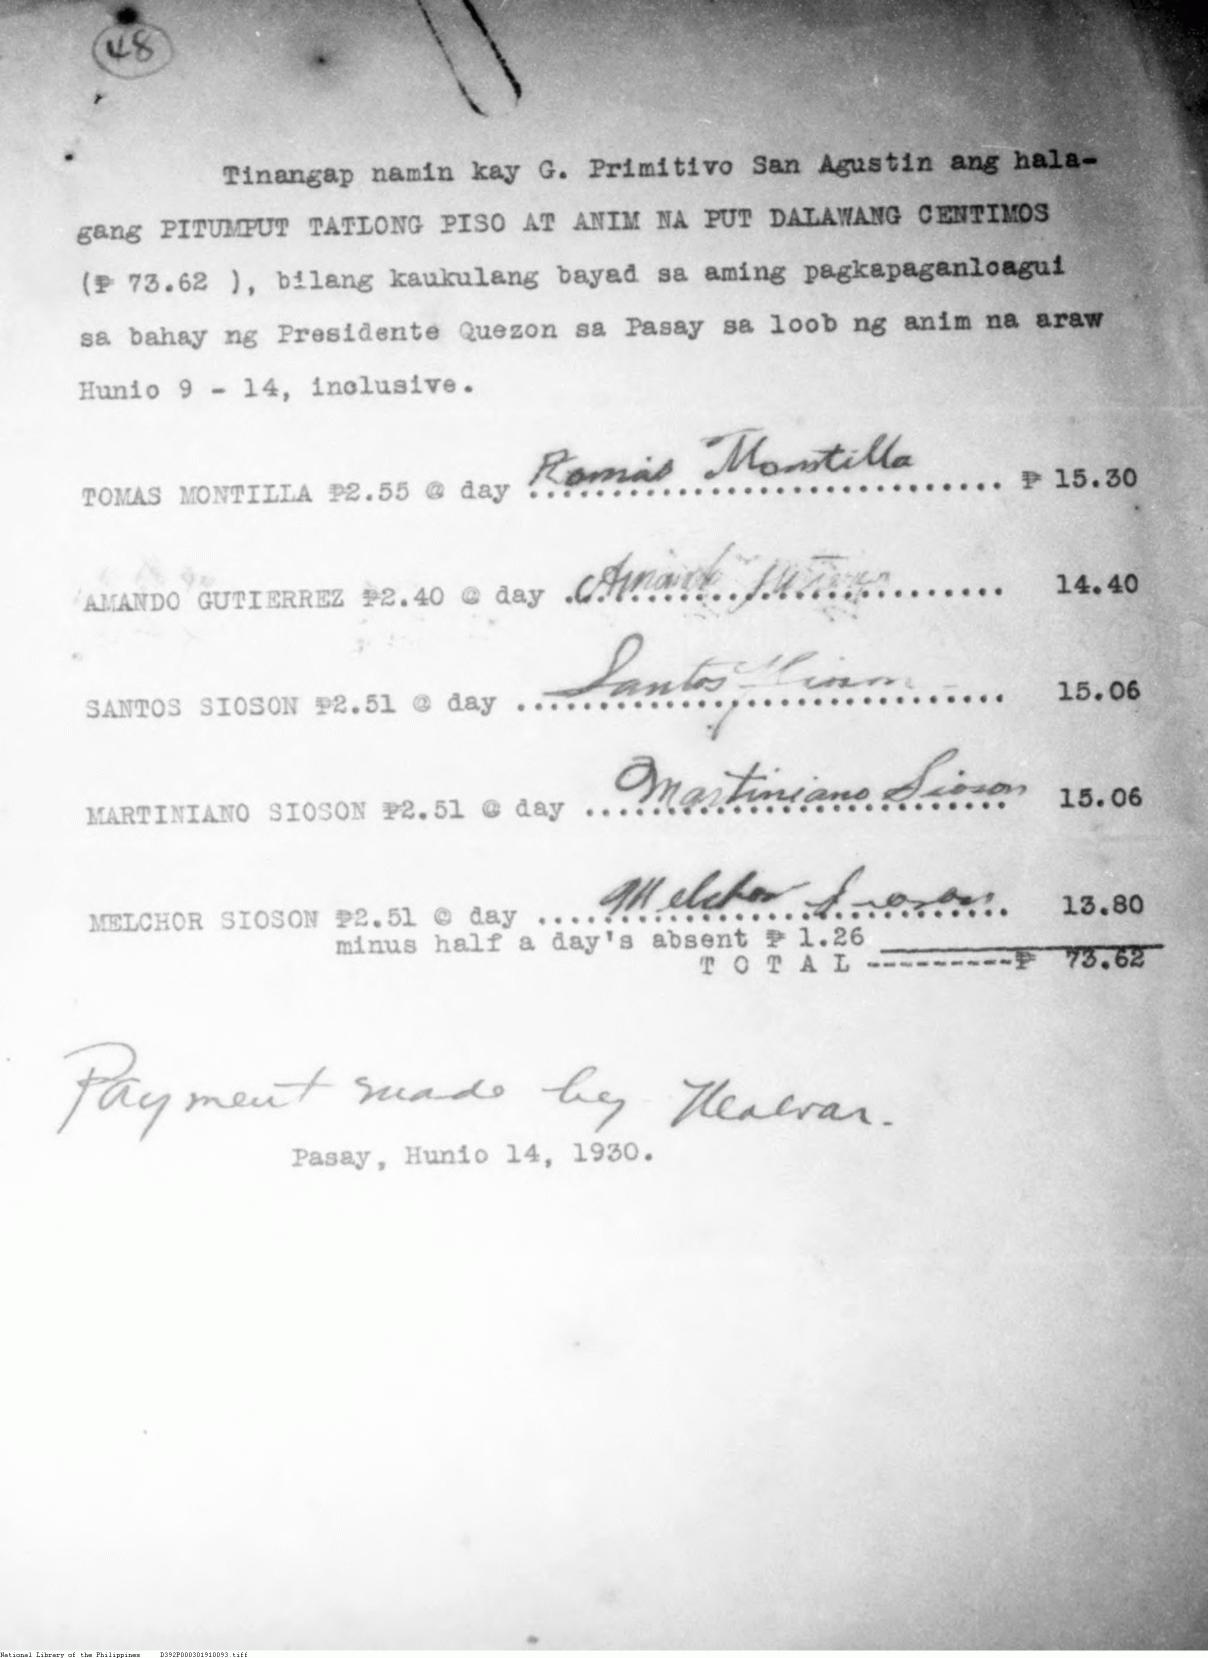 48
Tinangap namin kay G. Primitivo San Agustin ang hala-
gang PITUMPUT TATLONG PISO AT ANIM NA PUT DALAWANG CENTIMOS
(₱ 73.62 ), bilang kaukulang bayad sa aming pagkapaganloagui
sa bahay ng Presidente Quezon sa Pasay sa loob ng anim na araw
Hunio 9 - 14, inclusive.
TOMAS MONTILLA ₱2.55 @ day Tomás Montilla ₱ 15.30
AMANDO GUTIERREZ ₱2.40 @ day Amando 14.40
SANTOS SIOSON ₱2.51 @ day Santos Sioson 15.06
MARTINIANO SIOSON ₱2.51 @ day Martiniano Sioson 15.06
MELCHOR SIOSON ₱2.51 @ day Melchor Sioson 13.80
minus half a day's absent ₱ 1.26
T O T A L ----------₱ 73.62
Payment made by
Pasay, Hunio 14, 1930.
National Library of the Philippines D392P000301910093.tiff